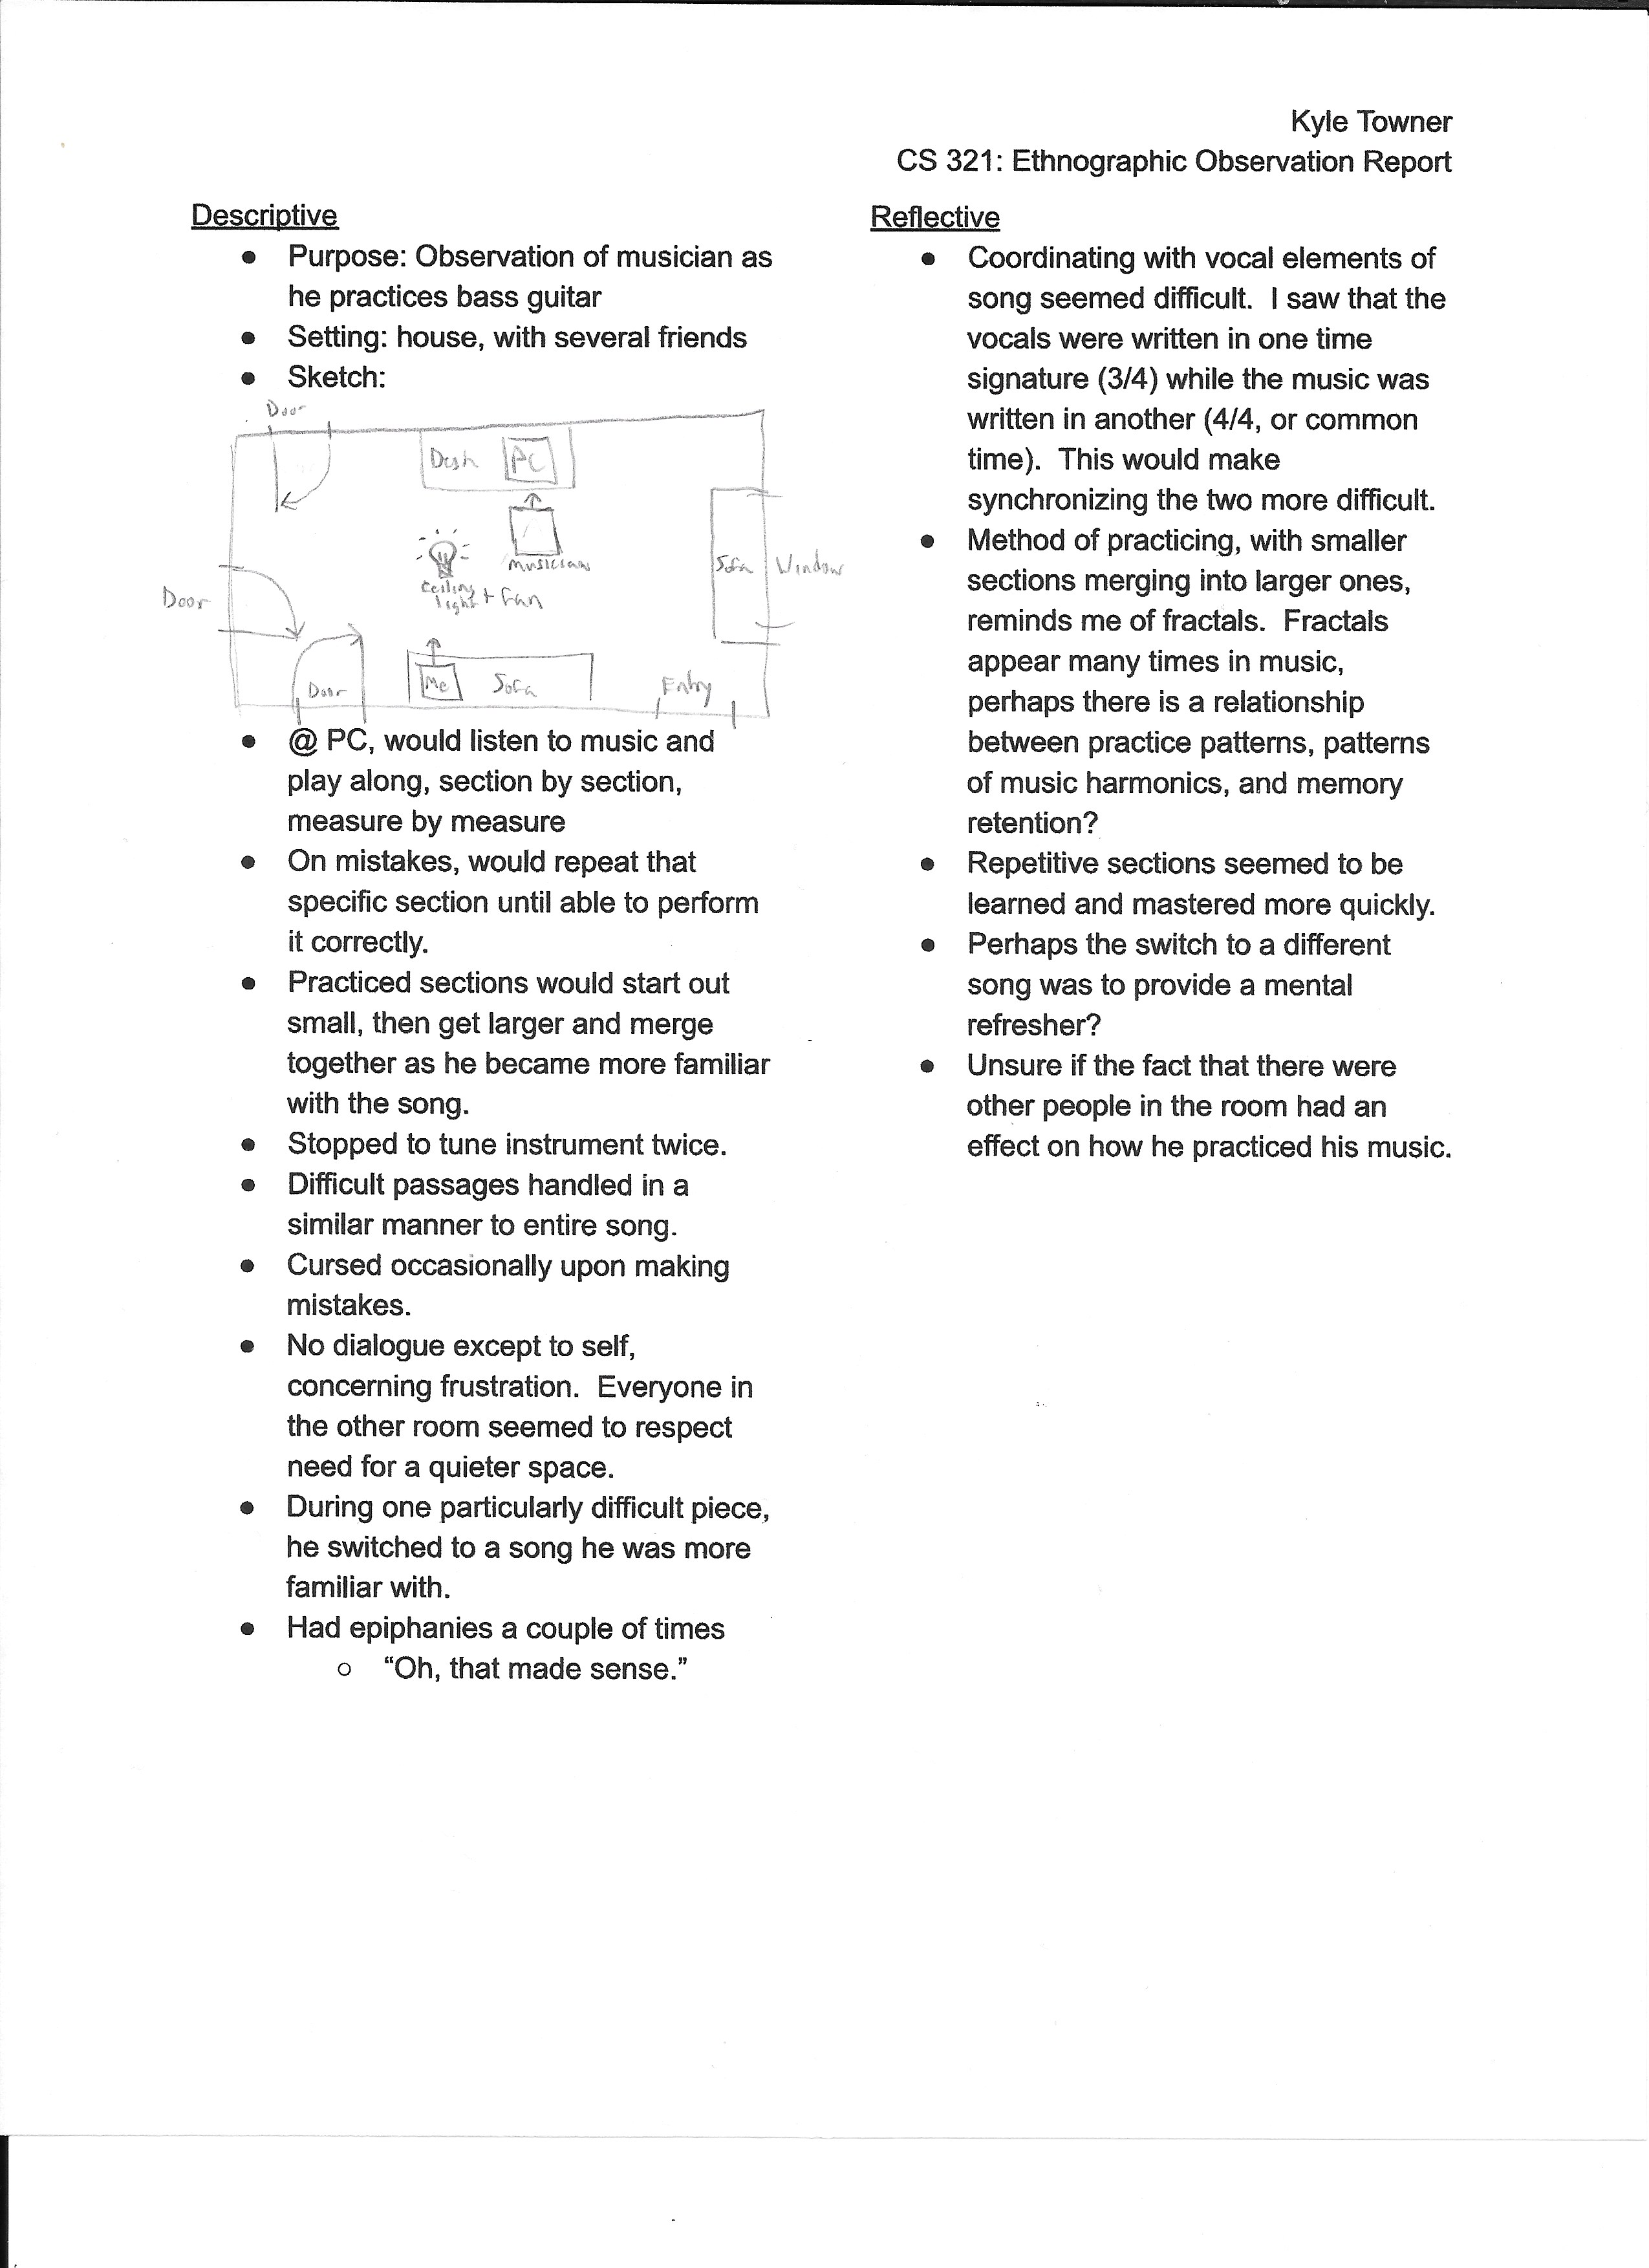 Kyle Towner
CS 321: Ethnographic Observation Report
Descriptive
● Purpose: Observation of musician as
he practices bass guitar
● Setting: house, with several friends
● Sketch:
Door
Desk PC
Musician
Ceiling
light + Fan
Sofa Window
Door
Door
Me Sofa
Entry
● @ PC, would listen to music and
play along, section by section,
measure by measure
● On mistakes, would repeat that
specific section until able to perform
it correctly.
● Practiced sections would start out
small, then get larger and merge
together as he became more familiar
with the song.
● Stopped to tune instrument twice.
● Difficult passages handled in a
similar manner to entire song.
● Cursed occasionally upon making
mistakes.
● No dialogue except to self,
concerning frustration.  Everyone in
the other room seemed to respect
need for a quieter space.
● During one particularly difficult piece,
he switched to a song he was more
familiar with.
● Had epiphanies a couple of times
○ “Oh, that made sense.”
Reflective
● Coordinating with vocal elements of
song seemed difficult.  I saw that the
vocals were written in one time
signature (3/4) while the music was
written in another (4/4, or common
time).  This would make
synchronizing the two more difficult.
● Method of practicing, with smaller
sections merging into larger ones,
reminds me of fractals.  Fractals
appear many times in music,
perhaps there is a relationship
between practice patterns, patterns
of music harmonics, and memory
retention?
● Repetitive sections seemed to be
learned and mastered more quickly.
● Perhaps the switch to a different
song was to provide a mental
refresher?
● Unsure if the fact that there were
other people in the room had an
effect on how he practiced his music.